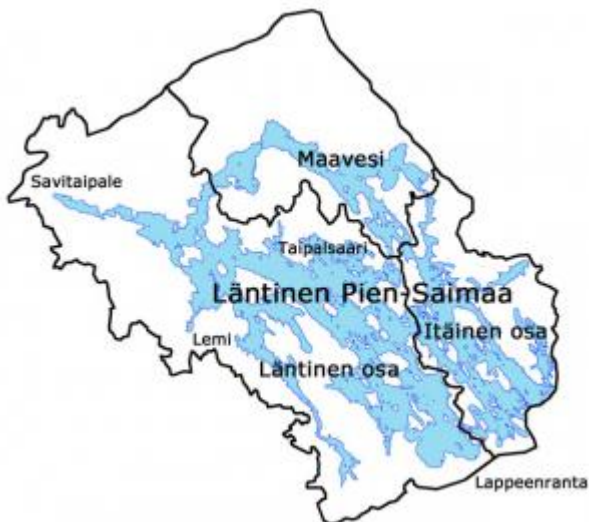 Maavesi
Savitaipale
Taipalsaari
Läntinen Pien-Saimaa
Itäinen osa
Lemi
Läntinen osa
Lappeenranta